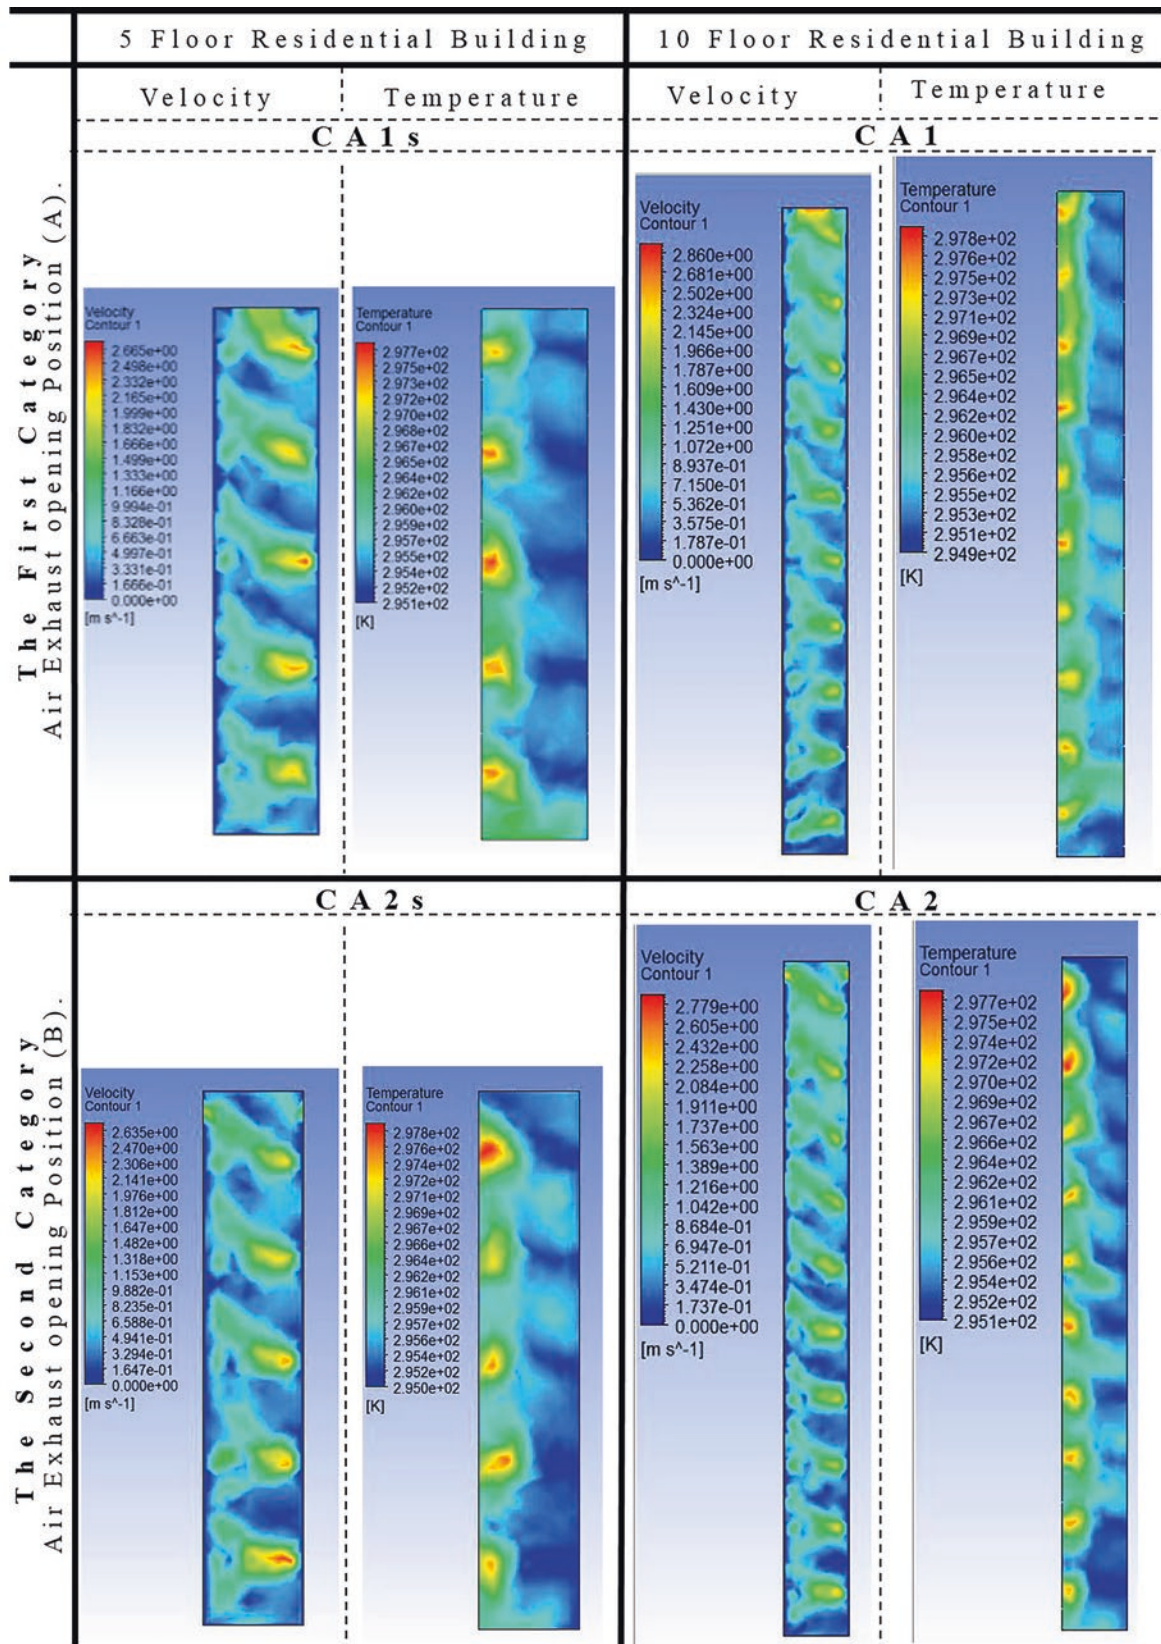 5 Floor Residential Building
10 Floor Residential Building
Velocity
Temperature
Velocity
Temperature
The First Category
Air Exhaust opening Position (A).
CA1s
Velocity
Contour 1
2.665e+00
2.498e+00
2.332e+00
2.165e+00
1.999e+00
1.832e+00
1.666e+00
1.499e+00
1.333e+00
1.166e+00
9.994e-01
8.328e-01
6.663e-01
4.997e-01
3.331e-01
1.666e-01
0.000e+00
[m s^-1]
Temperature
Contour 1
2.977e+02
2.975e+02
2.973e+02
2.972e+02
2.970e+02
2.968e+02
2.967e+02
2.965e+02
2.964e+02
2.962e+02
2.960e+02
2.959e+02
2.957e+02
2.955e+02
2.954e+02
2.952e+02
2.951e+02
[K]
CA1
Velocity
Contour 1
2.860e+00
2.681e+00
2.502e+00
2.324e+00
2.145e+00
1.966e+00
1.787e+00
1.609e+00
1.430e+00
1.251e+00
1.072e+00
8.937e-01
7.150e-01
5.362e-01
3.575e-01
1.787e-01
0.000e+00
[m s^-1]
Temperature
Contour 1
2.978e+02
2.976e+02
2.975e+02
2.973e+02
2.971e+02
2.969e+02
2.967e+02
2.965e+02
2.964e+02
2.962e+02
2.960e+02
2.958e+02
2.956e+02
2.955e+02
2.953e+02
2.951e+02
2.949e+02
[K]
The Second Category
Air Exhaust opening Position (B).
CA2s
Velocity
Contour 1
2.635e+00
2.470e+00
2.306e+00
2.141e+00
1.976e+00
1.812e+00
1.647e+00
1.482e+00
1.318e+00
1.153e+00
9.882e-01
8.235e-01
6.588e-01
4.941e-01
3.294e-01
1.647e-01
0.000e+00
[m s^-1]
Temperature
Contour 1
2.978e+02
2.976e+02
2.974e+02
2.972e+02
2.971e+02
2.969e+02
2.967e+02
2.966e+02
2.964e+02
2.962e+02
2.961e+02
2.959e+02
2.957e+02
2.956e+02
2.954e+02
2.952e+02
2.950e+02
[K]
CA2
Velocity
Contour 1
2.779e+00
2.605e+00
2.432e+00
2.258e+00
2.084e+00
1.911e+00
1.737e+00
1.563e+00
1.389e+00
1.216e+00
1.042e+00
8.684e-01
6.947e-01
5.211e-01
3.474e-01
1.737e-01
0.000e+00
[m s^-1]
Temperature
Contour 1
2.977e+02
2.975e+02
2.974e+02
2.972e+02
2.970e+02
2.969e+02
2.967e+02
2.966e+02
2.964e+02
2.962e+02
2.961e+02
2.959e+02
2.957e+02
2.956e+02
2.954e+02
2.952e+02
2.951e+02
[K]